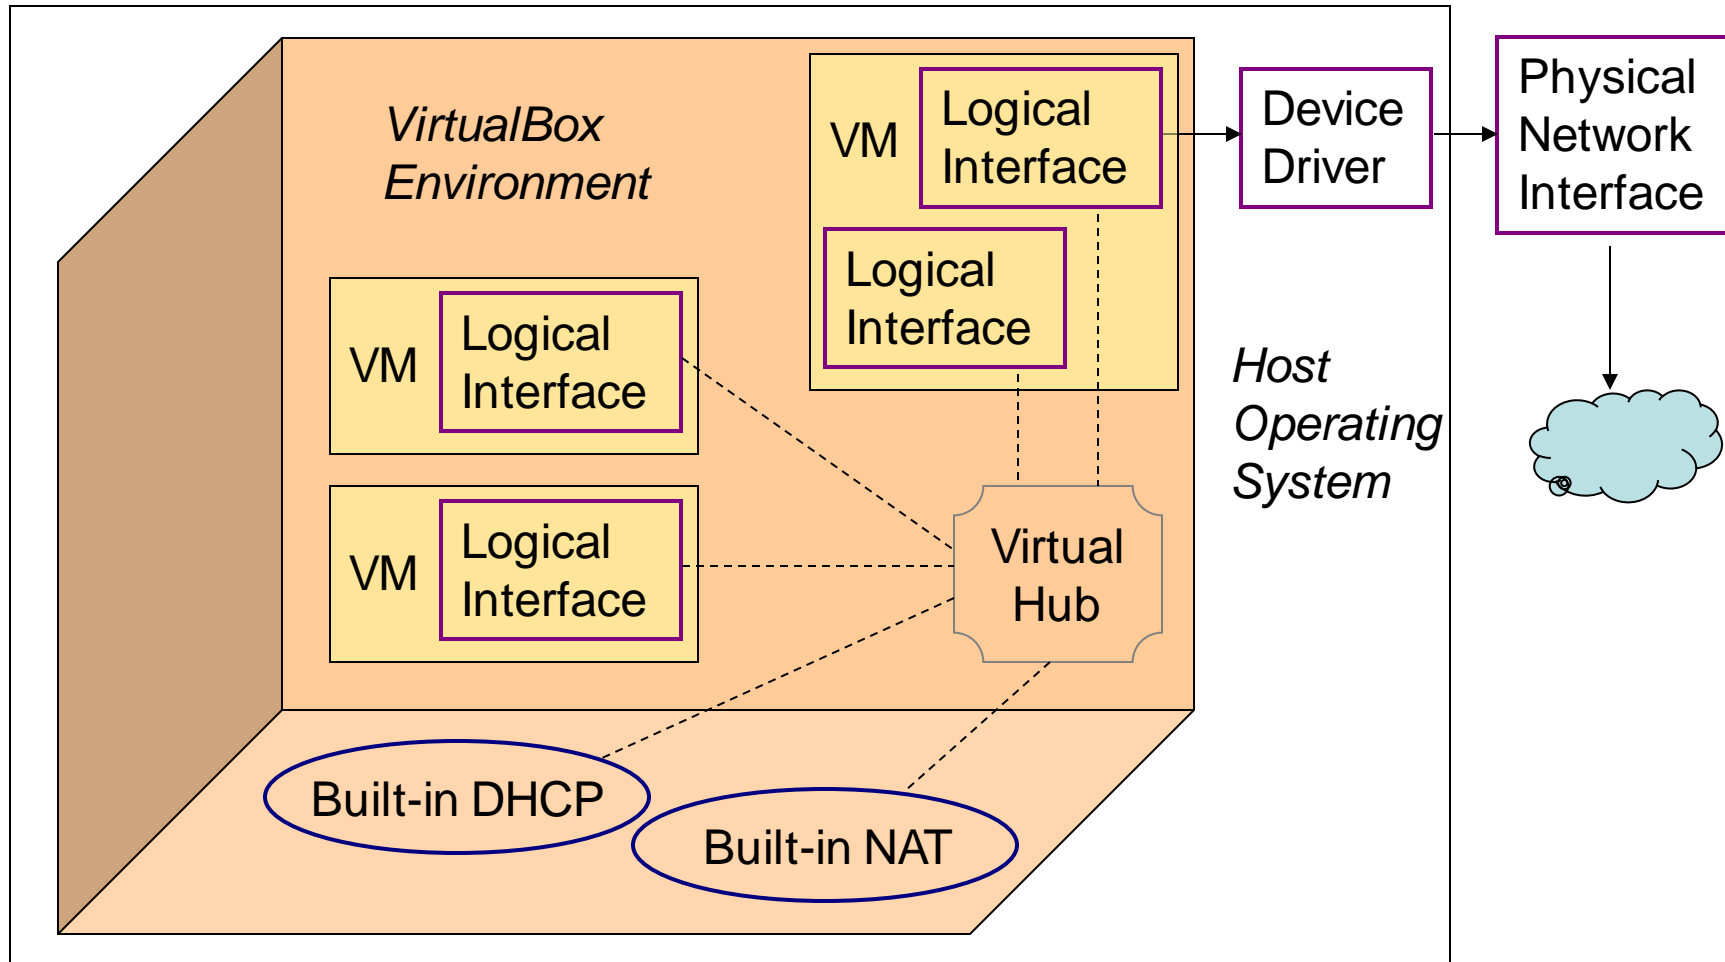 VirtualBox
Environment
VM
Logical
Interface
Logical
Interface
Device
Driver
Physical
Network
Interface
VM
Logical
Interface
Host
Operating
System
VM
Logical
Interface
Virtual
Hub
Built-in DHCP
Built-in NAT